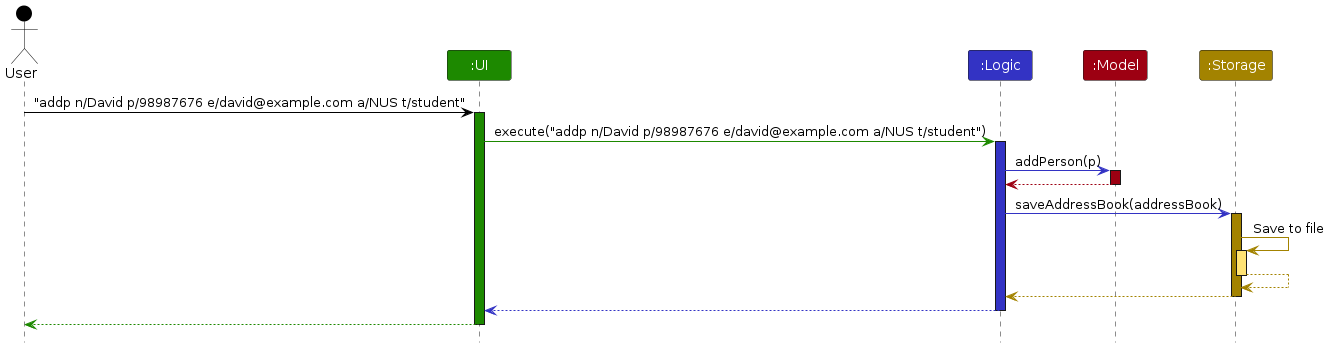 User
:UI
:Logic
:Model
:Storage
"addp n/David p/98987676 e/david@example.com a/NUS t/student"
execute("addp n/David p/98987676 e/david@example.com a/NUS t/student")
addPerson(p)
saveAddressBook(addressBook)
Save to file